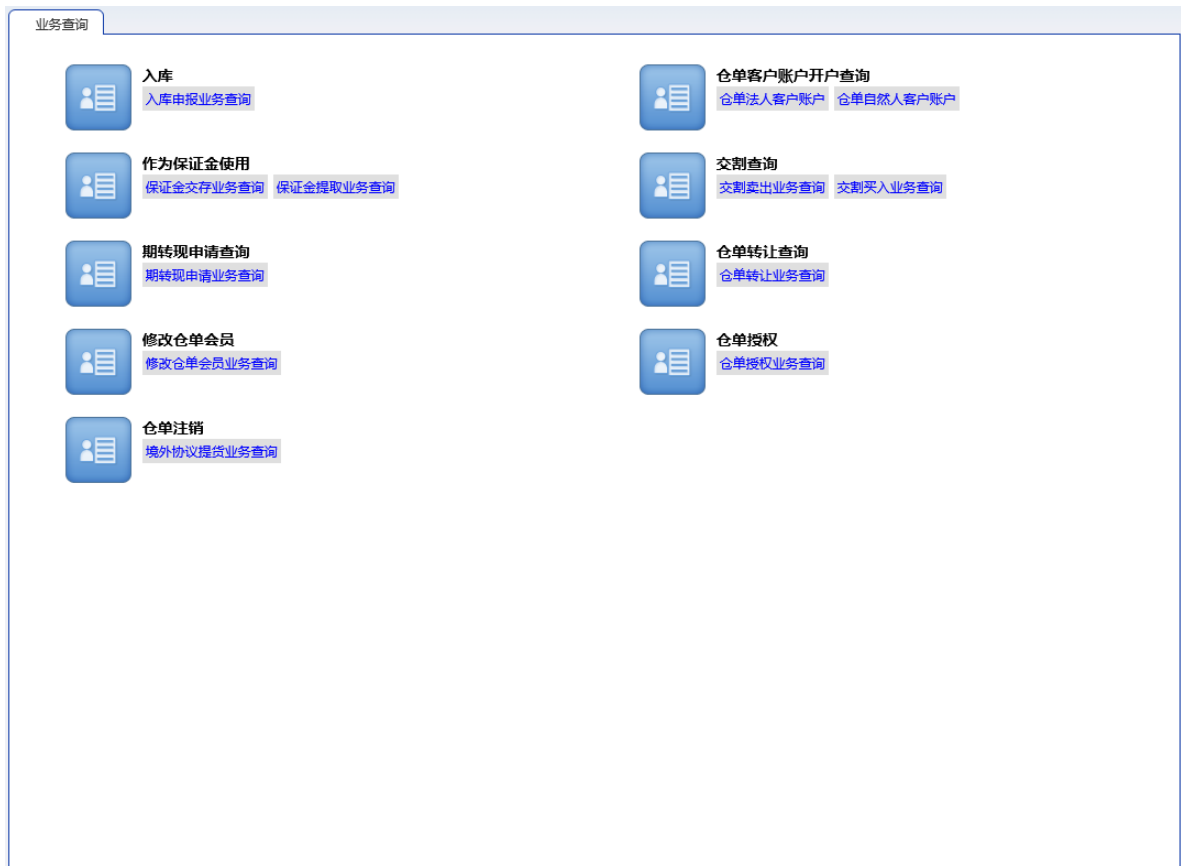 业务查询
入库
入库申报业务查询
仓单客户账户开户查询
仓单法人客户账户 仓单自然人客户账户
作为保证金使用
保证金交存业务查询 保证金提取业务查询
交割查询
交割卖出业务查询 交割买入业务查询
期转现申请查询
期转现申请业务查询
仓单转让查询
仓单转让业务查询
修改仓单会员
修改仓单会员业务查询
仓单授权
仓单授权业务查询
仓单注销
境外协议提货业务查询